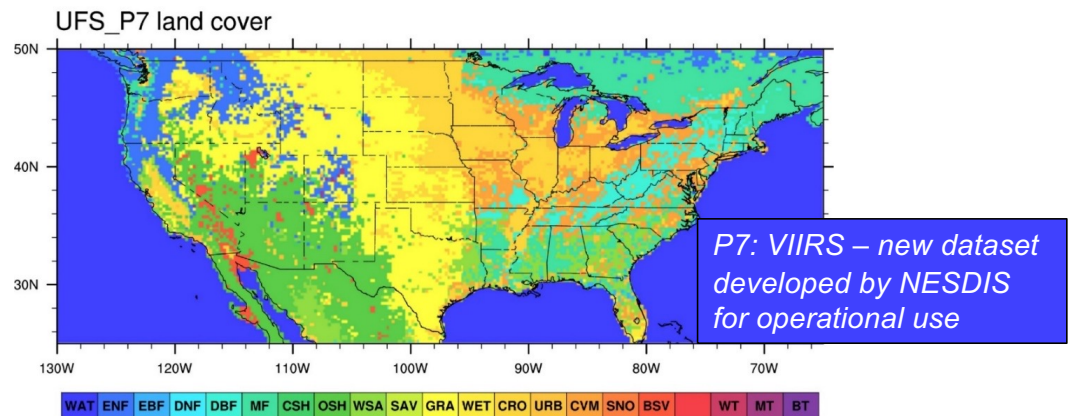 UFS_P7 land cover
50N
40N
30N
130W 120W 110W 100W 90W 80W 70W
P7: VIIRS – new dataset
developed by NESDIS
for operational use
WAT ENF EBF DNF DBF MF CSH OSH WSA SAV GRA WET CRO URB CVM SNO BSV WT MT BT